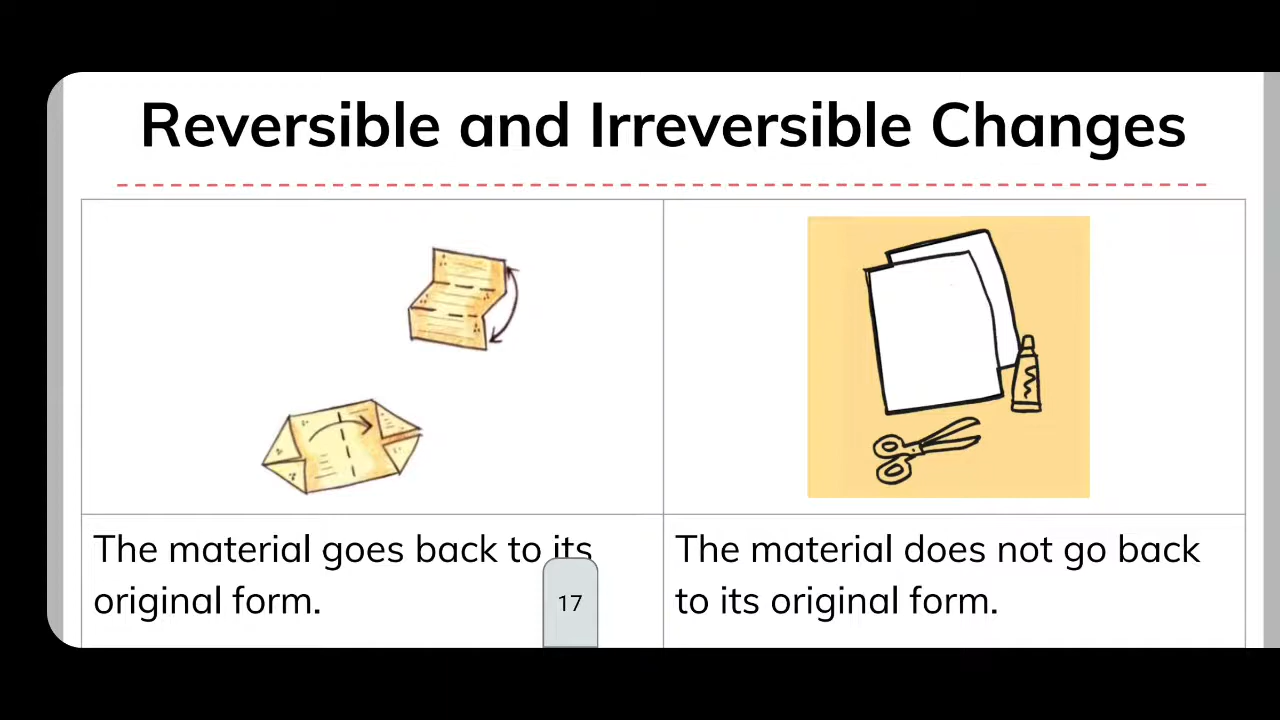 Reversible and Irreversible Changes
The material goes back to its
original form.
The material does not go back
to its original form.
17